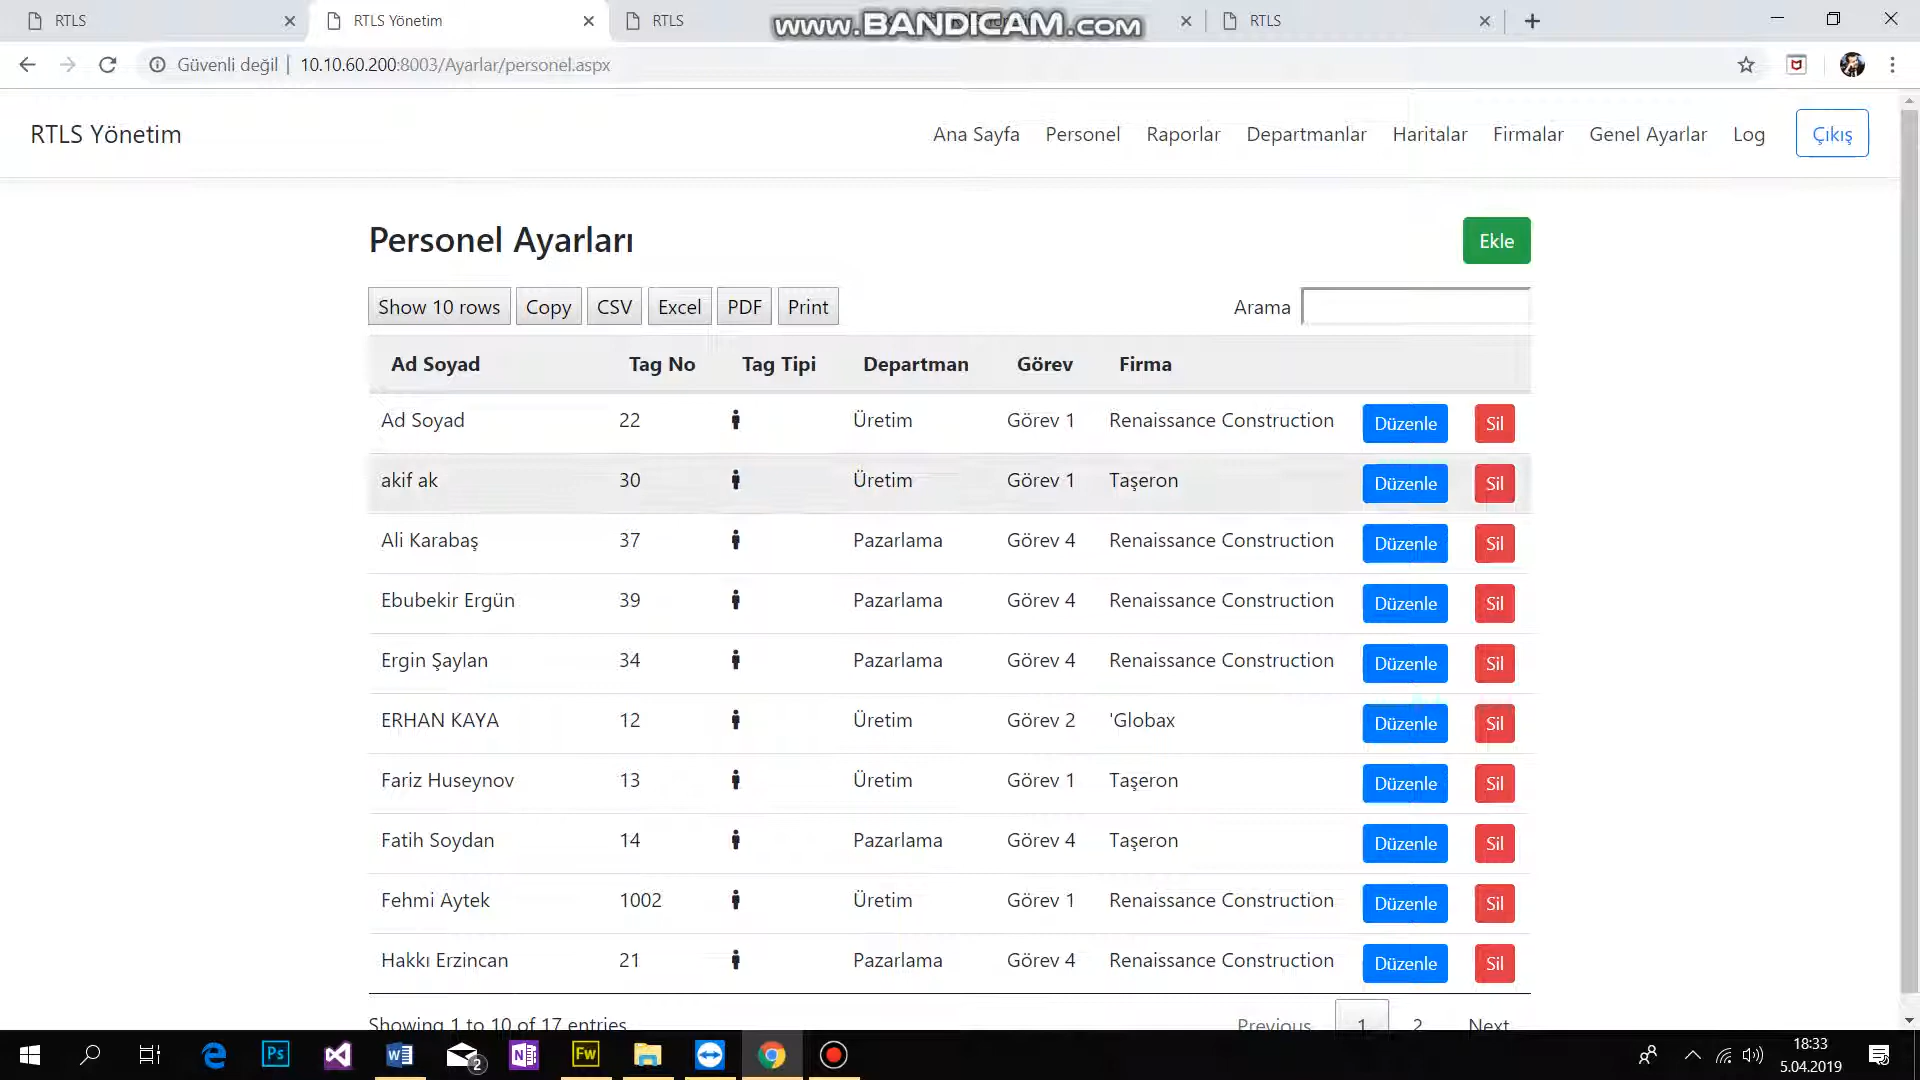 RTLS
RTLS Yönetim
RTLS
www.BANDICAM.com
RTLS
Güvenli değil | 10.10.60.200:8003/Ayarlar/personel.aspx
RTLS Yönetim
Ana Sayfa Personel Raporlar Departmanlar Haritalar Firmalar Genel Ayarlar Log Çıkış
Personel Ayarları
Ekle
Show 10 rows Copy CSV Excel PDF Print
Arama
Ad Soyad Tag No Tag Tipi Departman Görev Firma
Ad Soyad 22 Üretim Görev 1 Renaissance Construction Düzenle Sil
akif ak 30 Üretim Görev 1 Taşeron Düzenle Sil
Ali Karabaş 37 Pazarlama Görev 4 Renaissance Construction Düzenle Sil
Ebubekir Ergün 39 Pazarlama Görev 4 Renaissance Construction Düzenle Sil
Ergin Şaylan 34 Pazarlama Görev 4 Renaissance Construction Düzenle Sil
ERHAN KAYA 12 Üretim Görev 2 'Globax Düzenle Sil
Fariz Huseynov 13 Üretim Görev 1 Taşeron Düzenle Sil
Fatih Soydan 14 Pazarlama Görev 4 Taşeron Düzenle Sil
Fehmi Aytek 1002 Üretim Görev 1 Renaissance Construction Düzenle Sil
Hakkı Erzincan 21 Pazarlama Görev 4 Renaissance Construction Düzenle Sil
Showing 1 to 10 of 17 entries
Previous 1 2 Next
Ps
W
2
N
Fw
18:33
5.04.2019